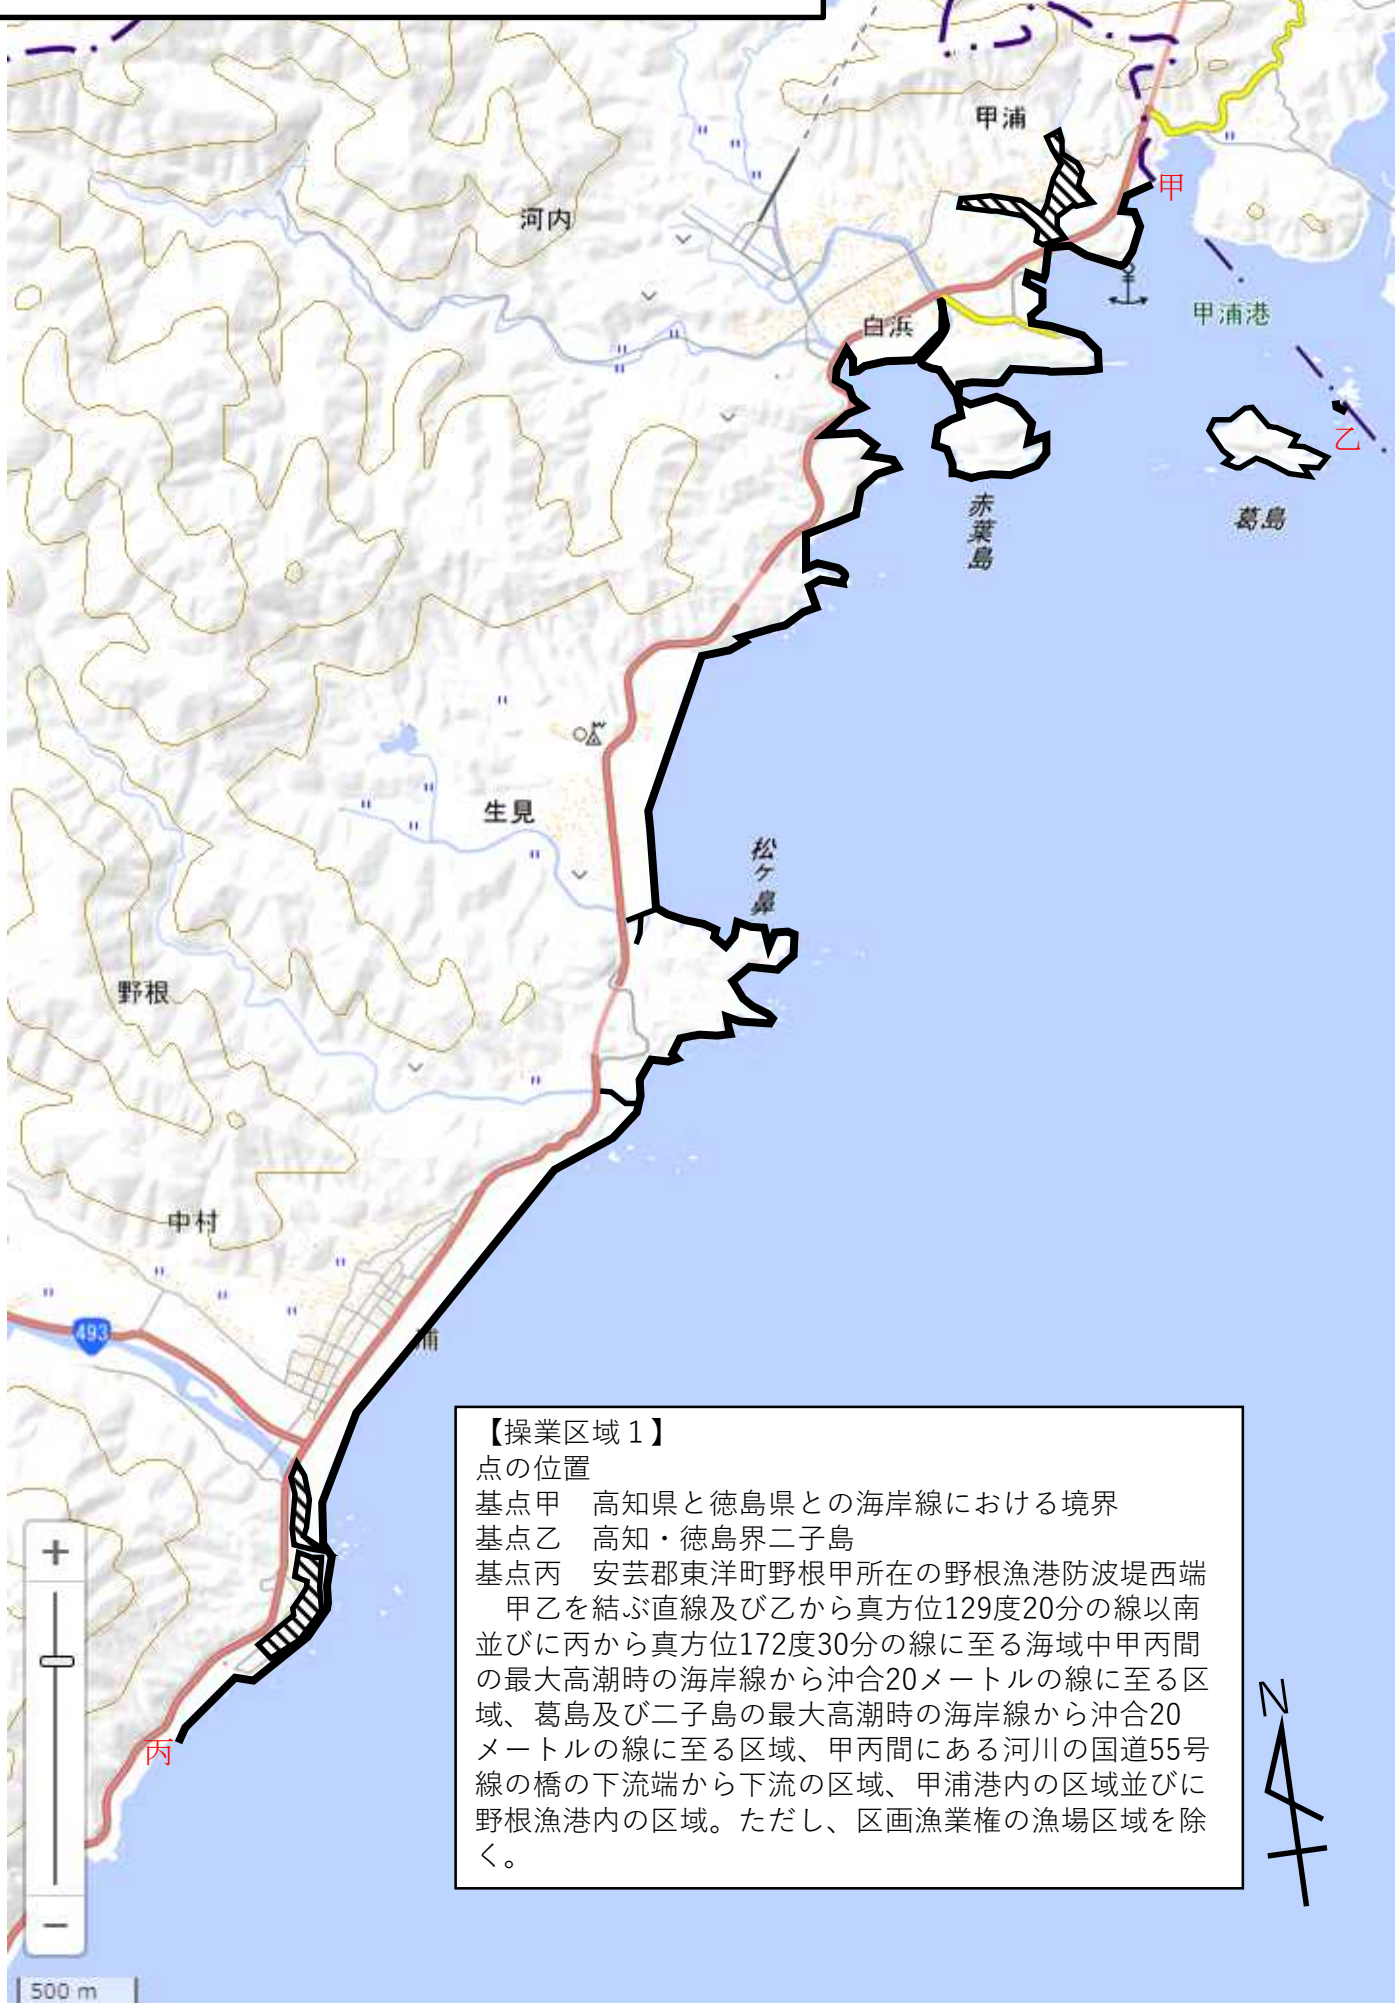 甲浦
甲
河内
甲浦港
白浜
乙
赤葉島
葛島
生見
松ケ鼻
野根
中村
493
浦
【操業区域１】
点の位置
基点甲　高知県と徳島県との海岸線における境界
基点乙　高知・徳島界二子島
基点丙　安芸郡東洋町野根甲所在の野根漁港防波堤西端
　甲乙を結ぶ直線及び乙から真方位129度20分の線以南
並びに丙から真方位172度30分の線に至る海域中甲丙間
の最大高潮時の海岸線から沖合20メートルの線に至る区
域、葛島及び二子島の最大高潮時の海岸線から沖合20
メートルの線に至る区域、甲丙間にある河川の国道55号
線の橋の下流端から下流の区域、甲浦港内の区域並びに
野根漁港内の区域。ただし、区画漁業権の漁場区域を除
く。
+
N
丙
−
500 m